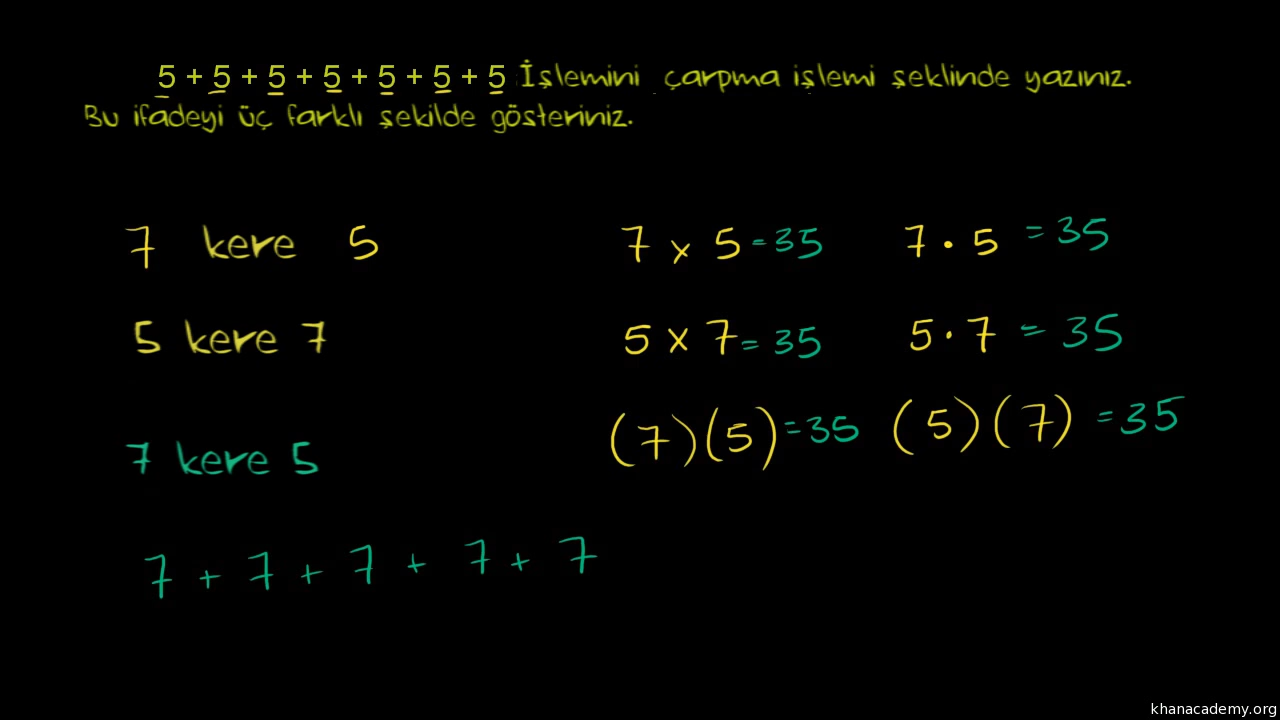 5 + 5 + 5 + 5 + 5 + 5 + 5 İşlemini çarpma işlemi şeklinde yazınız.
Bu ifadeyi üç farklı şekilde gösteriniz.
7 kere 5
7 x 5 = 35
7 · 5 = 35
5 kere 7
5 x 7 = 35
5 · 7 = 35
(7)(5) = 35
(5)(7) = 35
7 kere 5
7 + 7 + 7 + 7 + 7
khanacademy.org